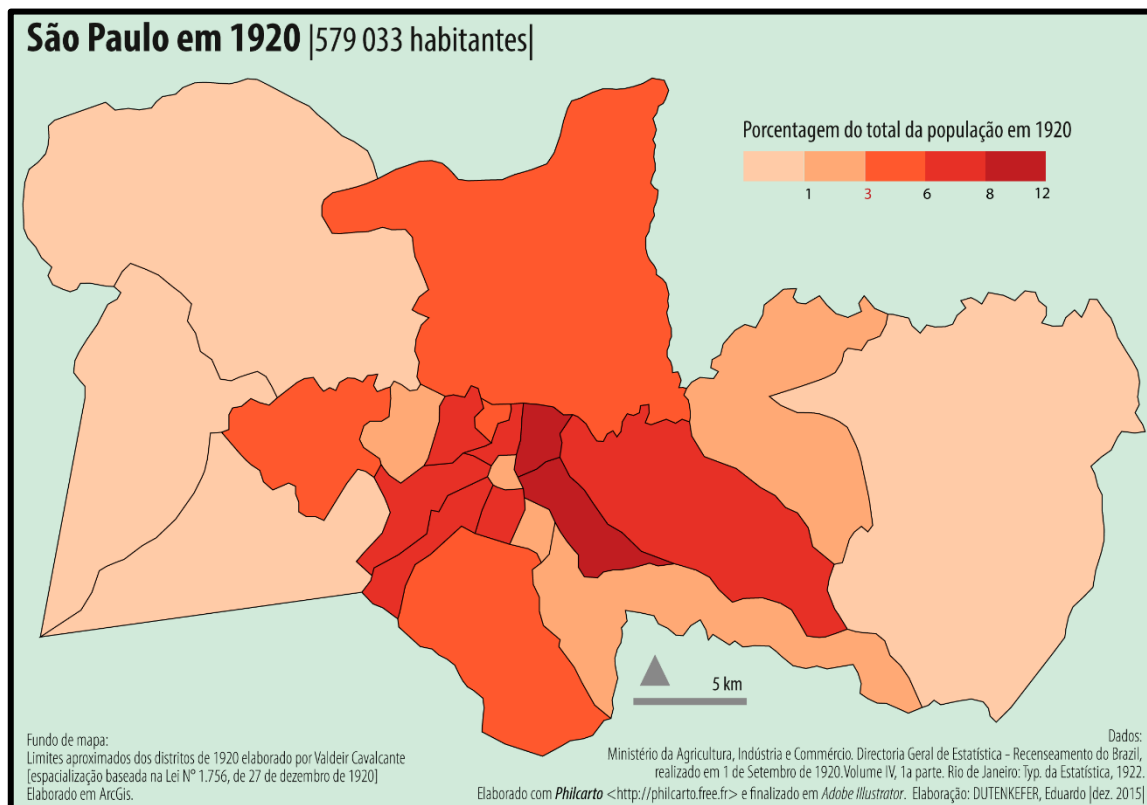 São Paulo em 1920 |579 033 habitantes|
Porcentagem do total da população em 1920
1 3 6 8 12
5 km
Fundo de mapa:
Limites aproximados dos distritos de 1920 elaborado por Valdeir Cavalcante
[espacialização baseada na Lei Nº 1.756, de 27 de dezembro de 1920]
Elaborado em ArcGis.
Dados:
Ministério da Agricultura, Indústria e Commércio. Directoria Geral de Estatística – Recenseamento do Brazil,
realizado em 1 de Setembro de 1920.Volume IV, 1a parte. Rio de Janeiro: Typ. da Estatística, 1922.
Elaborado com Philcarto <http://philcarto.free.fr> e finalizado em Adobe Illustrator. Elaboração: DUTENKEFER, Eduardo |dez. 2015|